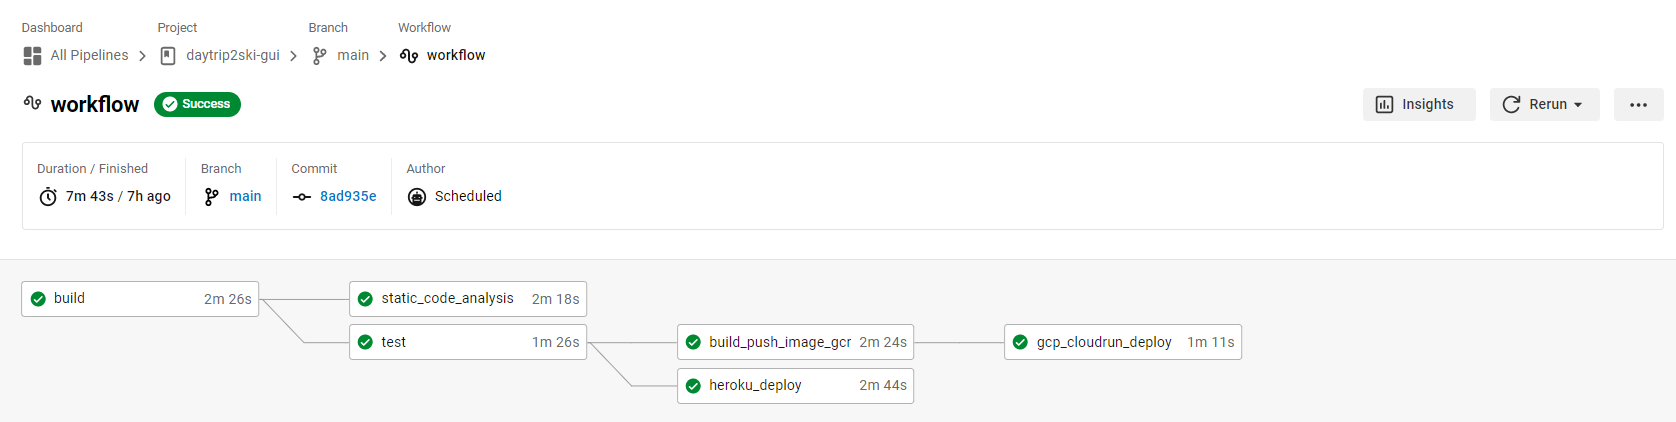 Dashboard Project Branch Workflow
All Pipelines daytrip2ski-gui main workflow
workflow Success Insights Rerun
Duration / Finished Branch Commit Author
7m 43s / 7h ago main 8ad935e Scheduled
build 2m 26s static_code_analysis 2m 18s
test 1m 26s build_push_image_gcr 2m 24s gcp_cloudrun_deploy 1m 11s
heroku_deploy 2m 44s